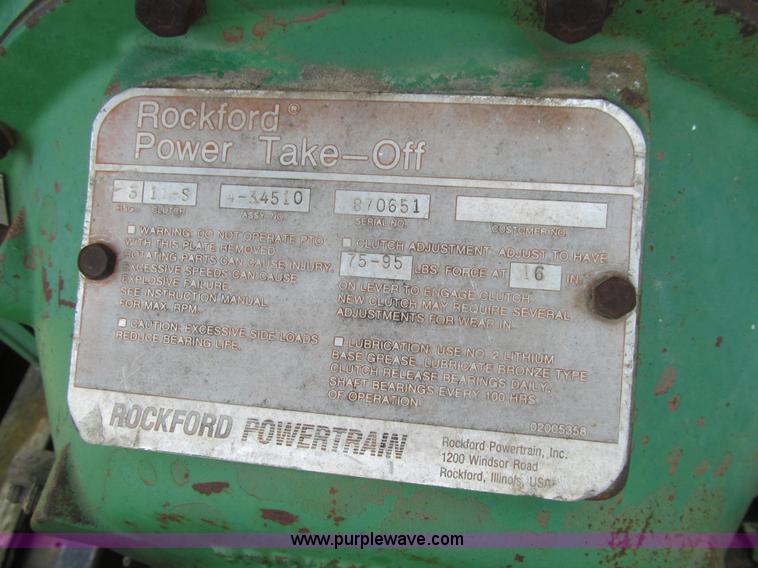 Rockford®
Power Take-Off
3 11-S 4-34510 870651
HSG. CLUTCH ASSY. NO. SERIAL NO. CUSTOMER NO.
WARNING: DO NOT OPERATE PTO
WITH THIS PLATE REMOVED
ROTATING PARTS CAN CAUSE INJURY.
EXCESSIVE SPEEDS CAN CAUSE
EXPLOSIVE FAILURE.
SEE INSTRUCTION MANUAL
FOR MAX. RPM.
CAUTION: EXCESSIVE SIDE LOADS
REDUCE BEARING LIFE.
CLUTCH ADJUSTMENT: ADJUST TO HAVE
75-95 LBS. FORCE AT 16 IN.
ON LEVER TO ENGAGE CLUTCH.
NEW CLUTCH MAY REQUIRE SEVERAL
ADJUSTMENTS FOR WEAR IN.
LUBRICATION: USE NO. 2 LITHIUM
BASE GREASE. LUBRICATE BRONZE TYPE
CLUTCH RELEASE BEARINGS DAILY,
SHAFT BEARINGS EVERY 100 HRS.
OF OPERATION.
02005358
ROCKFORD POWERTRAIN
Rockford Powertrain, Inc.
1200 Windsor Road
Rockford, Illinois, USA
www.purplewave.com